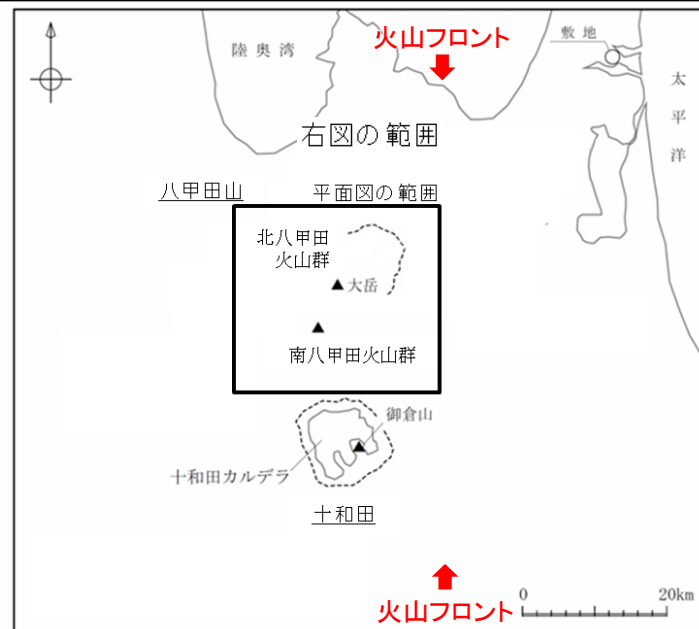 火山フロント
敷地
陸奥湾
太平洋
右図の範囲
八甲田山
平面図の範囲
北八甲田
火山群
大岳
南八甲田火山群
御倉山
十和田カルデラ
十和田
火山フロント
0
20km